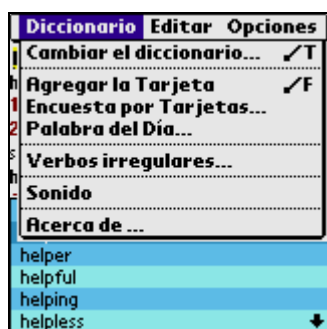 Diccionario Editar Opciones
Cambiar el diccionario... ✓T
Agregar la Tarjeta ✓F
Encuesta por Tarjetas...
Palabra del Día...
Verbos irregulares...
Sonido
Acerca de ...
helper
helpful
helping
helpless